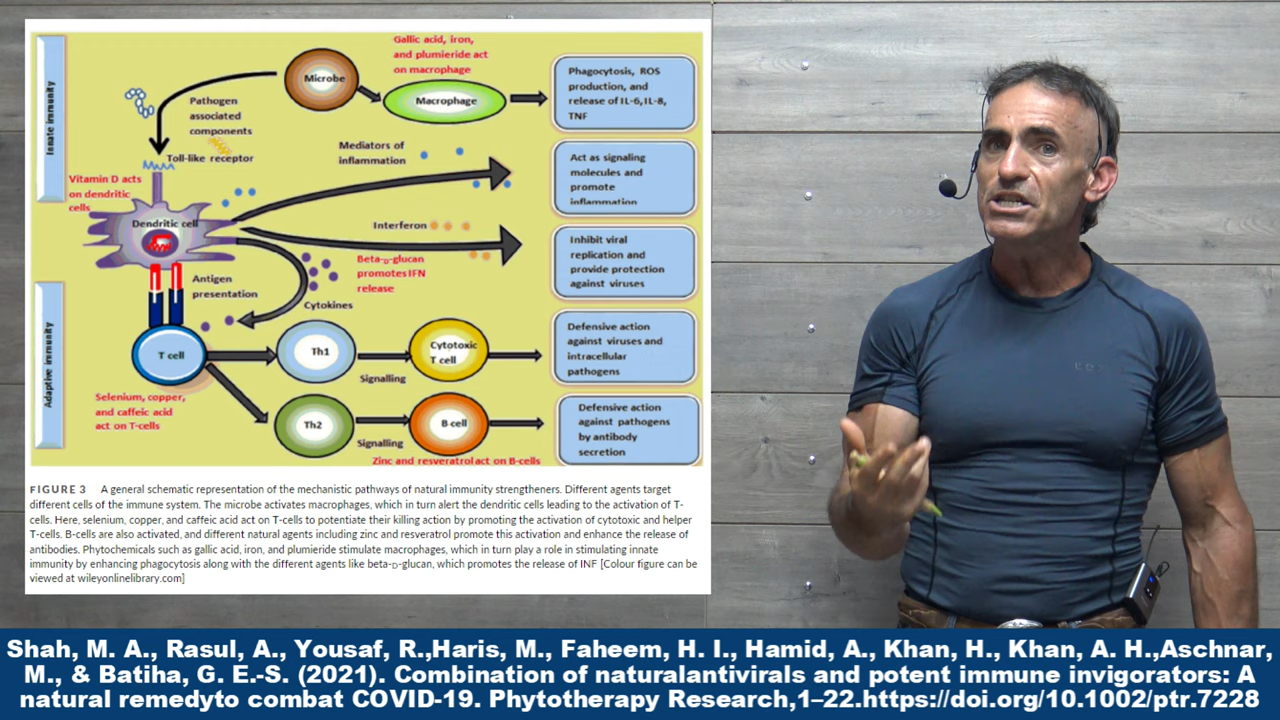 Innate immunity
Microbe
Gallic acid, iron,
and plumieride act
on macrophage
Macrophage
Phagocytosis, ROS
production, and
release of IL-6,IL-8,
TNF
Pathogen
associated
components
Toll-like receptor
Mediators of
inflammation
Act as signaling
molecules and
promote
inflammation
Vitamin D acts
on dendritic
cells
Dendritic cell
Interferon
Beta-D-glucan
promotes IFN
release
Inhibit viral
replication and
provide protection
against viruses
Antigen
presentation
Cytokines
Adaptive immunity
T cell
Th1
Signalling
Cytotoxic
T cell
Defensive action
against viruses and
intracellular
pathogens
Selenium, copper,
and caffeic acid
act on T-cells
Th2
Signalling
B-cell
Zinc and resveratrol act on B-cells
Defensive action
against pathogens
by antibody
secretion
FIGURE 3 A general schematic representation of the mechanistic pathways of natural immunity strengtheners. Different agents target
different cells of the immune system. The microbe activates macrophages, which in turn alert the dendritic cells leading to the activation of T-
cells. Here, selenium, copper, and caffeic acid act on T-cells to potentiate their killing action by promoting the activation of cytotoxic and helper
T-cells. B-cells are also activated, and different natural agents including zinc and resveratrol promote this activation and enhance the release of
antibodies. Phytochemicals such as gallic acid, iron, and plumieride stimulate macrophages, which in turn play a role in stimulating innate
immunity by enhancing phagocytosis along with the different agents like beta-D-glucan, which promotes the release of INF [Colour figure can be
viewed at wileyonlinelibrary.com]
Shah, M. A., Rasul, A., Yousaf, R.,Haris, M., Faheem, H. I., Hamid, A., Khan, H., Khan, A. H.,Aschnar,
M., & Batiha, G. E.-S. (2021). Combination of naturalantivirals and potent immune invigorators: A
natural remedyto combat COVID-19. Phytotherapy Research,1–22.https://doi.org/10.1002/ptr.7228